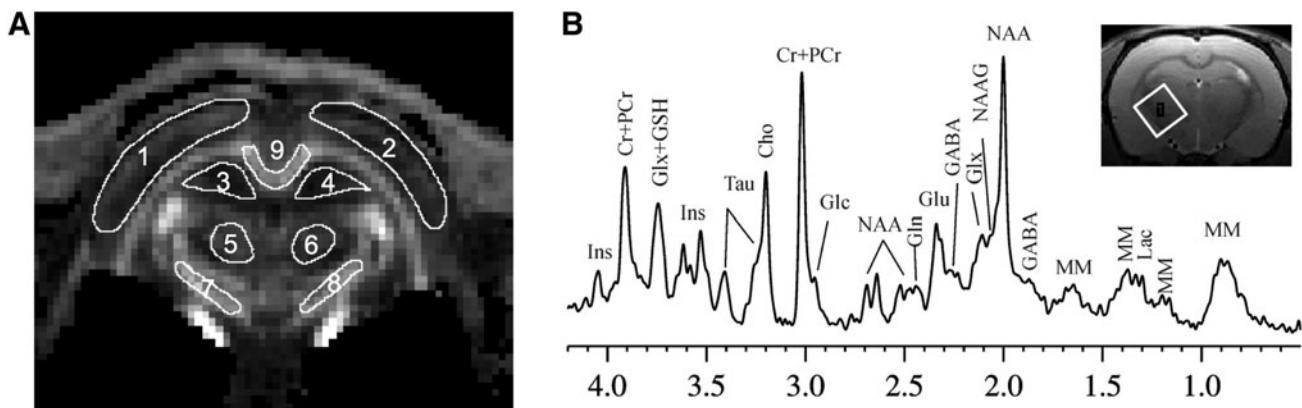 A
1
2
9
3
4
5
6
7
8
B
Ins
Cr+PCr
Glx+GSH
Ins
Tau
Cho
Cr+PCr
Glc
NAA
Gln
Glu
GABA
Glx
NAAG
NAA
GABA
MM
MM
Lac
MM
MM
4.0 3.5 3.0 2.5 2.0 1.5 1.0